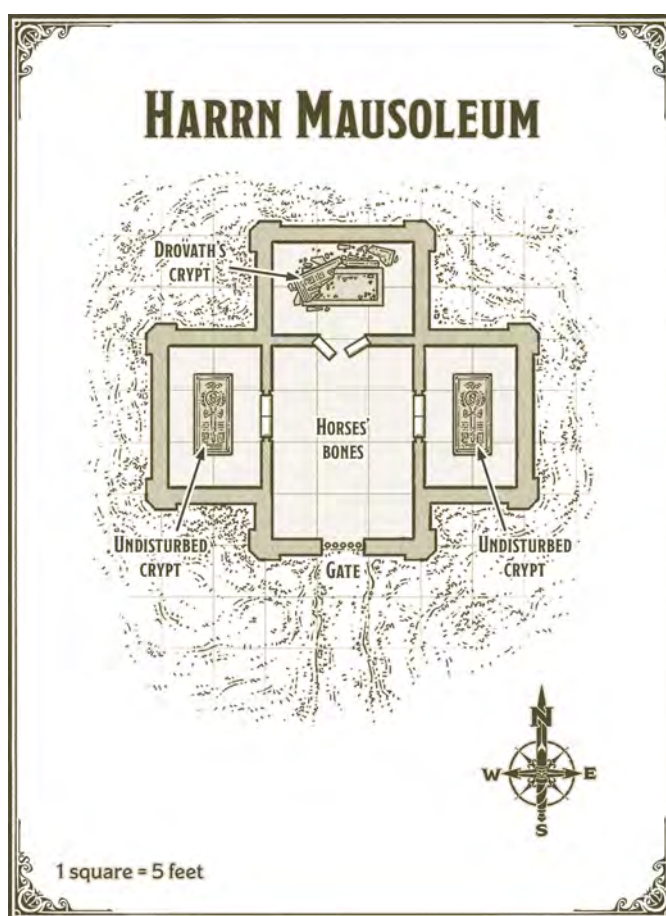 HARRN MAUSOLEUM
DROVATH'S
CRYPT
HORSES'
BONES
UNDISTURBED
CRYPT
GATE
UNDISTURBED
CRYPT
N
W
E
S
1 square = 5 feet